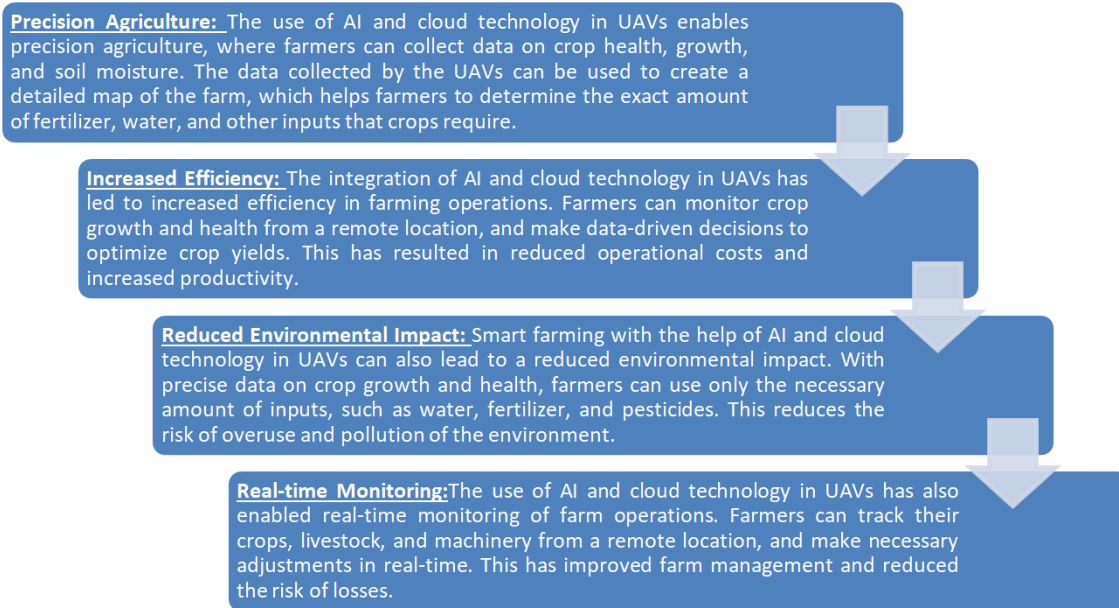 Precision Agriculture: The use of AI and cloud technology in UAVs enables
precision agriculture, where farmers can collect data on crop health, growth,
and soil moisture. The data collected by the UAVs can be used to create a
detailed map of the farm, which helps farmers to determine the exact amount
of fertilizer, water, and other inputs that crops require.
Increased Efficiency: The integration of AI and cloud technology in UAVs has
led to increased efficiency in farming operations. Farmers can monitor crop
growth and health from a remote location, and make data-driven decisions to
optimize crop yields. This has resulted in reduced operational costs and
increased productivity.
Reduced Environmental Impact: Smart farming with the help of AI and cloud
technology in UAVs can also lead to a reduced environmental impact. With
precise data on crop growth and health, farmers can use only the necessary
amount of inputs, such as water, fertilizer, and pesticides. This reduces the
risk of overuse and pollution of the environment.
Real-time Monitoring:The use of AI and cloud technology in UAVs has also
enabled real-time monitoring of farm operations. Farmers can track their
crops, livestock, and machinery from a remote location, and make necessary
adjustments in real-time. This has improved farm management and reduced
the risk of losses.